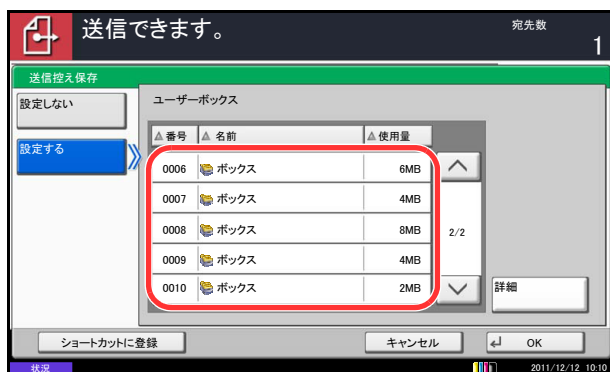 送信できます。
宛先数
1
送信控え保存
設定しない
設定する
ユーザーボックス
番号 名前 使用量
0006 ボックス 6MB
0007 ボックス 4MB
0008 ボックス 8MB
0009 ボックス 4MB
0010 ボックス 2MB
2/2
詳細
ショートカットに登録
キャンセル
OK
状況
2011/12/12 10:10